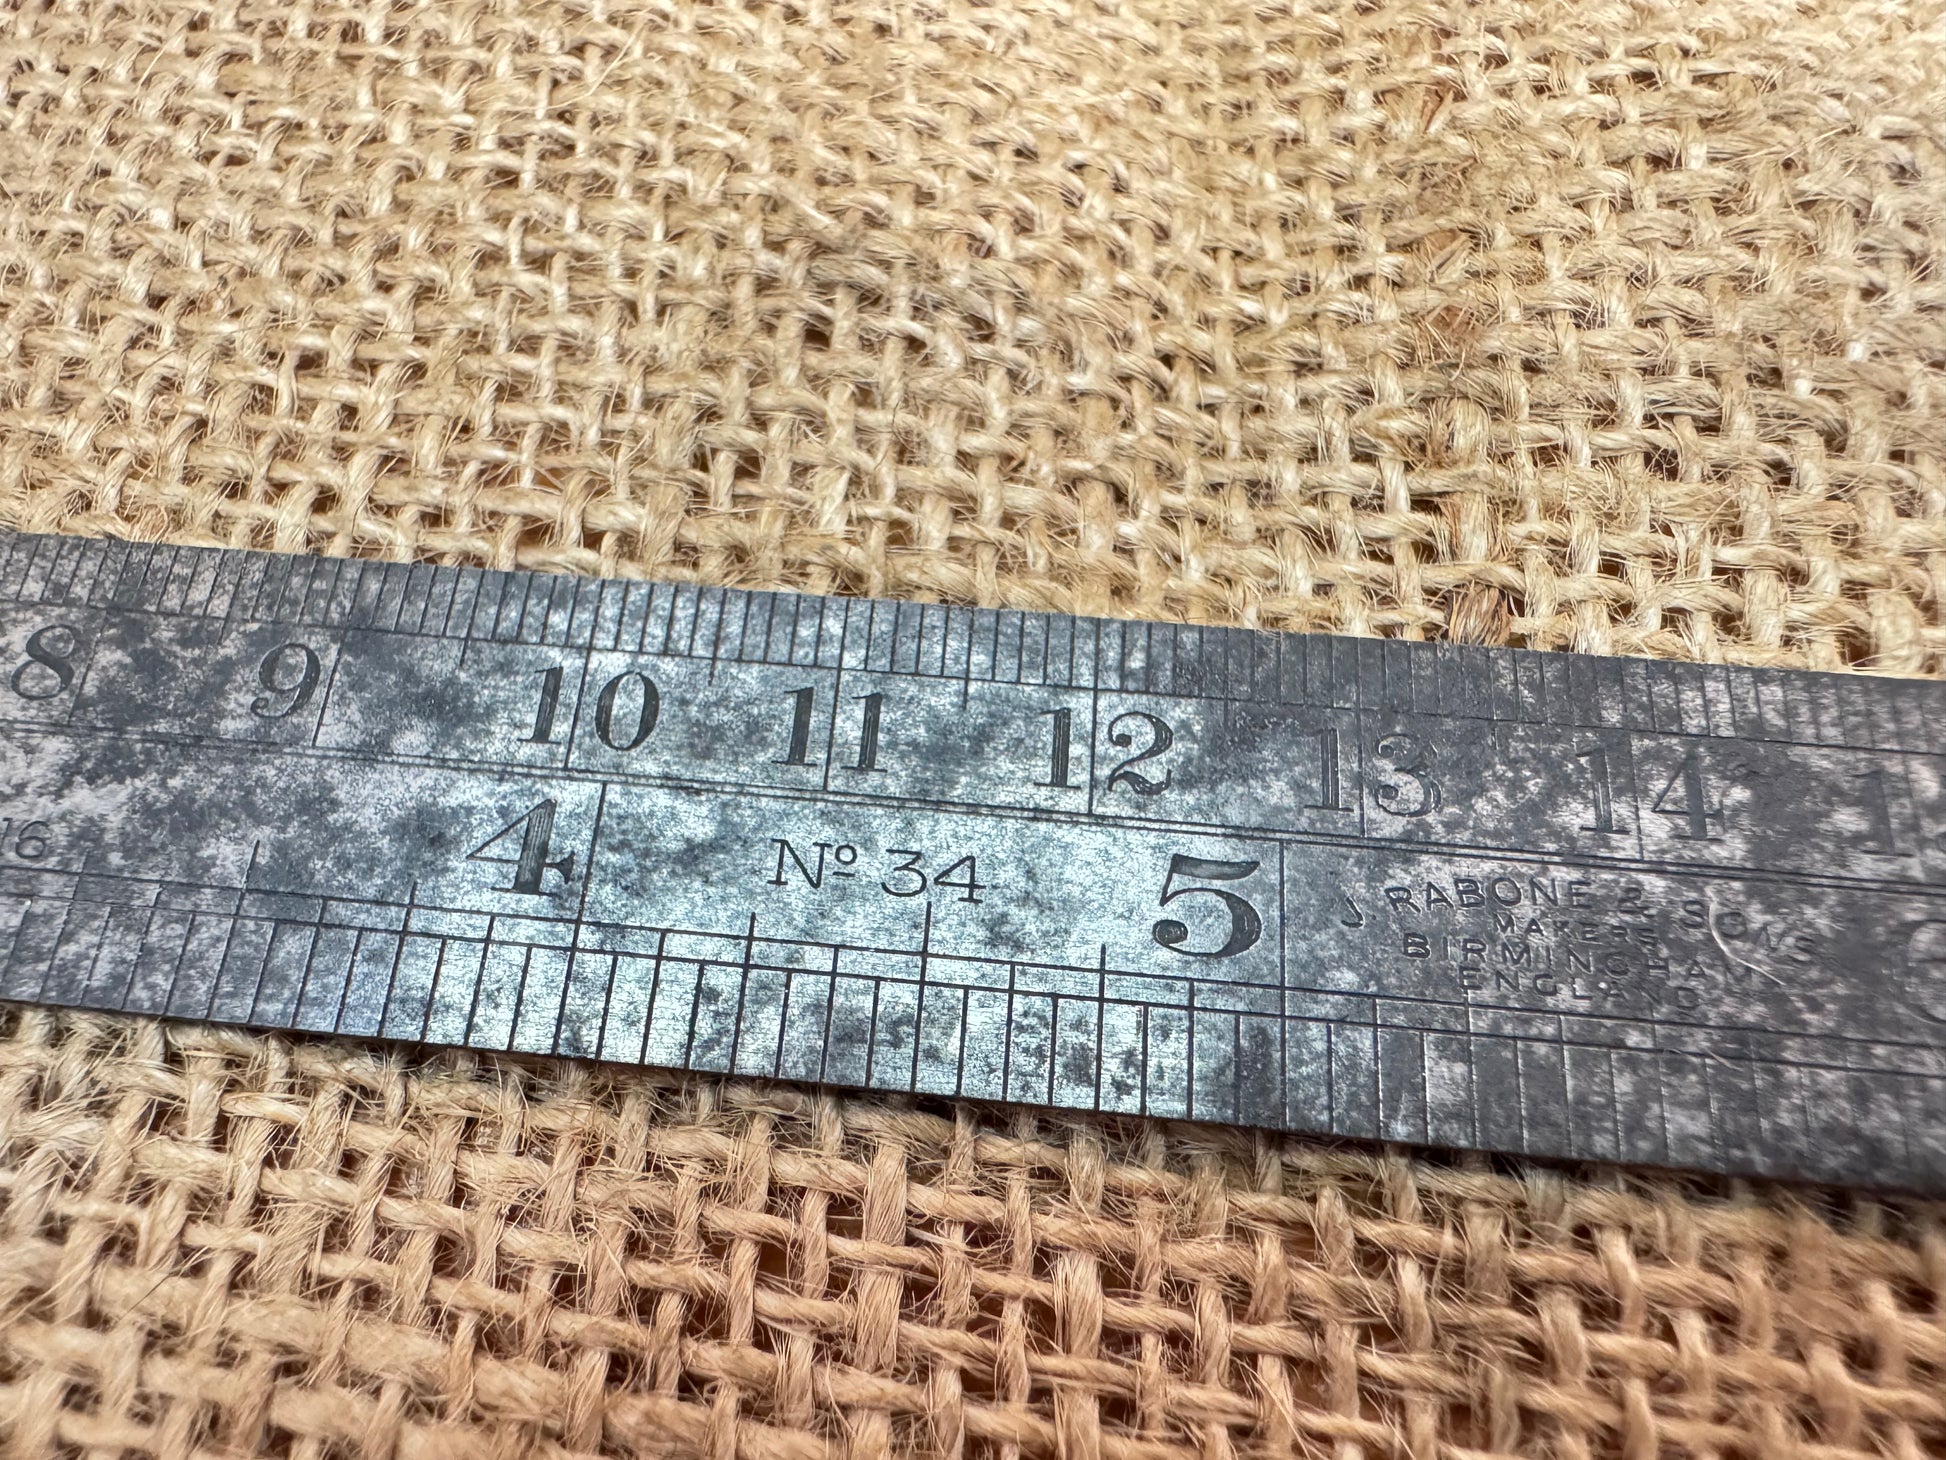 8 9 10 11 12 13 14
16 4 Nº 34 5
J. RABONE & SONS
MAKERS
BIRMINGHAM
ENGLAND